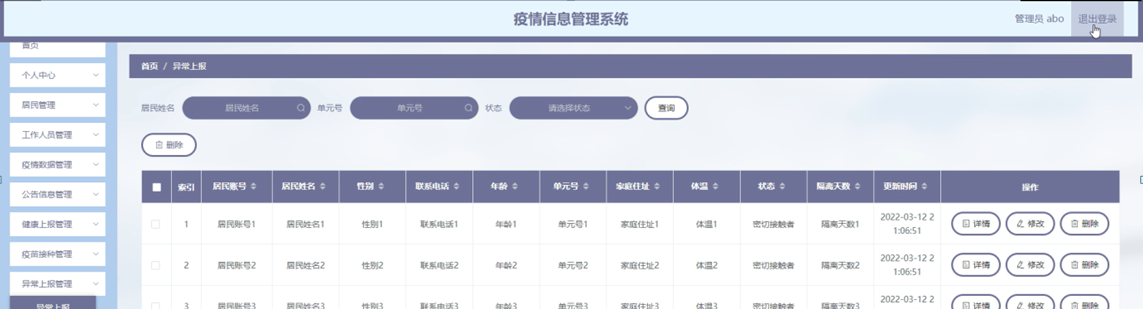 疫情信息管理系统
管理员 abo
退出登录
首页
个人中心
居民管理
工作人员管理
疫情数据管理
公告信息管理
健康上报管理
疫苗接种管理
异常上报管理
异常上报
首页 / 异常上报
居民姓名 居民姓名 单元号 单元号 状态 请选择状态 查询
删除
索引 居民账号 居民姓名 性别 联系电话 年龄 单元号 家庭住址 体温 状态 隔离天数 更新时间 操作
1 居民账号1 居民姓名1 性别1 联系电话1 年龄1 单元号1 家庭住址1 体温1 密切接触者 隔离天数1 2022-03-12 2
1:06:51 详情 修改 删除
2 居民账号2 居民姓名2 性别2 联系电话2 年龄2 单元号2 家庭住址2 体温2 密切接触者 隔离天数2 2022-03-12 2
1:06:51 详情 修改 删除
3 居民账号3 居民姓名3 性别3 联系电话3 年龄3 单元号3 家庭住址3 体温3 密切接触者 隔离天数3 2022-03-12 2
详情 修改 删除